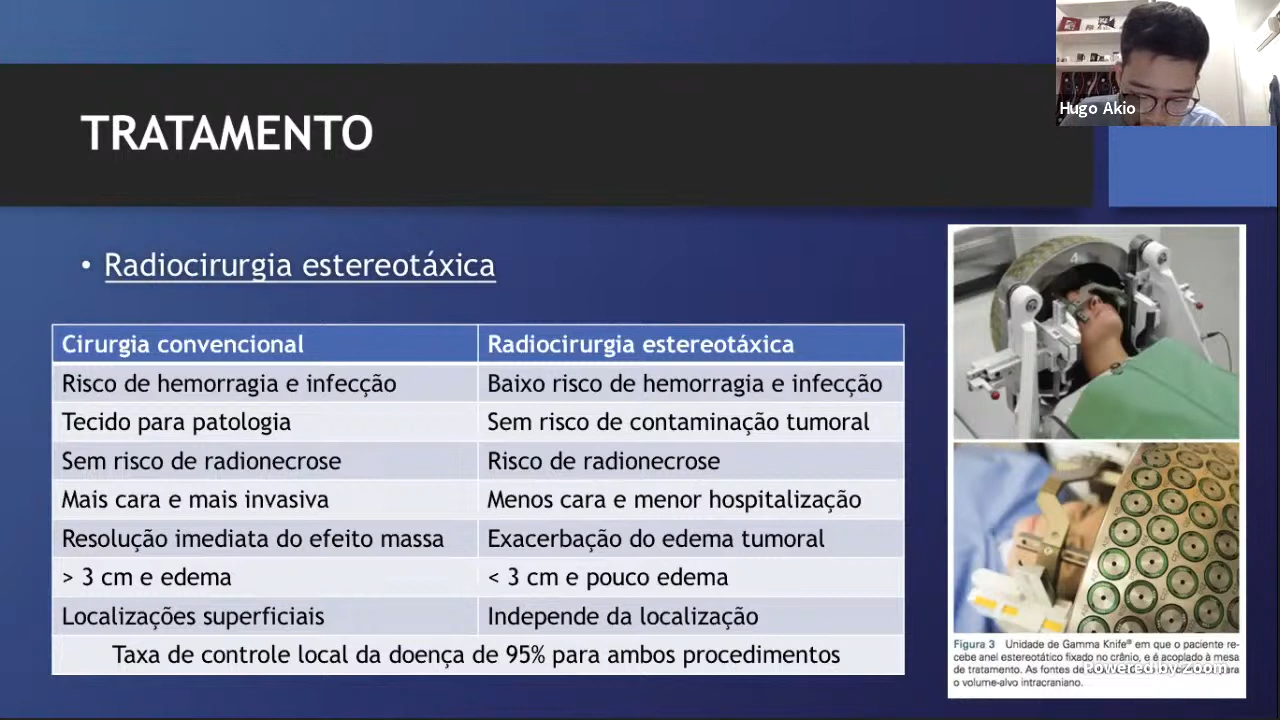 Hugo Akio
TRATAMENTO
• Radiocirurgia estereotáxica
Cirurgia convencional Radiocirurgia estereotáxica
Risco de hemorragia e infecção Baixo risco de hemorragia e infecção
Tecido para patologia Sem risco de contaminação tumoral
Sem risco de radionecrose Risco de radionecrose
Mais cara e mais invasiva Menos cara e menor hospitalização
Resolução imediata do efeito massa Exacerbação do edema tumoral
> 3 cm e edema < 3 cm e pouco edema
Localizações superficiais Independe da localização
Taxa de controle local da doença de 95% para ambos procedimentos
4
Figura 3 Unidade de Gamma Knife® em que o paciente re-
cebe anel estereotático fixado no crânio, e é acoplado à mesa
de tratamento. As fontes de
o volume-alvo intracraniano.
Powered by Zoom